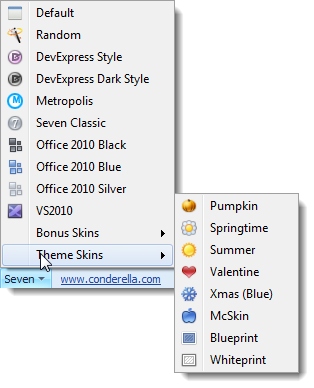 Default
Random
DevExpress Style
DevExpress Dark Style
Metropolis
Seven Classic
Office 2010 Black
Office 2010 Blue
Office 2010 Silver
VS2010
Bonus Skins
Theme Skins
Seven www.conderella.com
Pumpkin
Springtime
Summer
Valentine
Xmas (Blue)
McSkin
Blueprint
Whiteprint